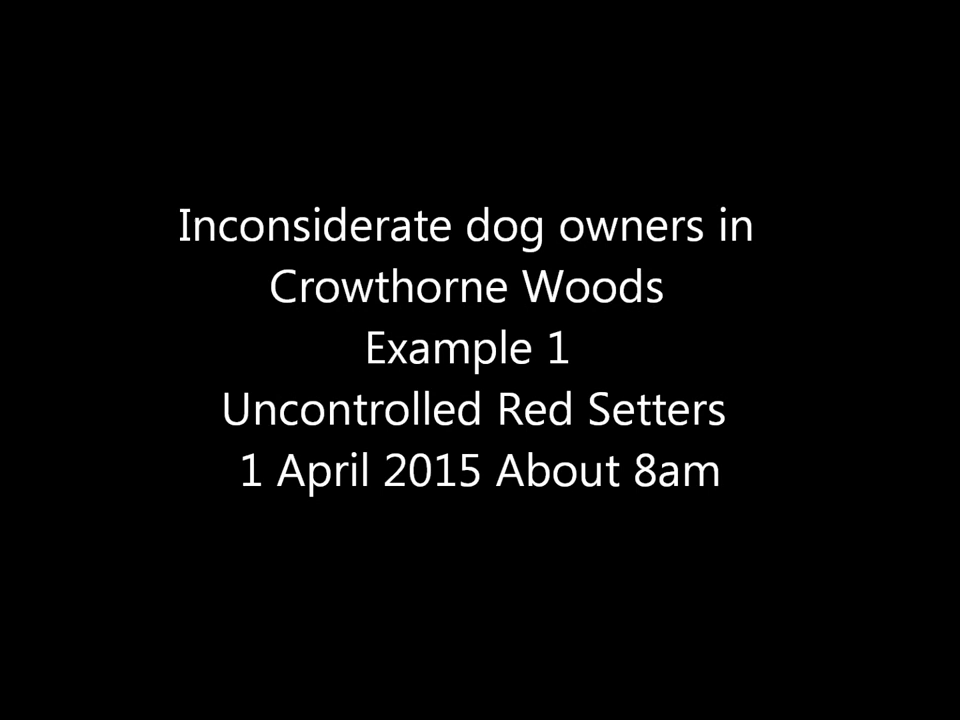 Inconsiderate dog owners in
Crowthorne Woods
Example 1
Uncontrolled Red Setters
1 April 2015 About 8am